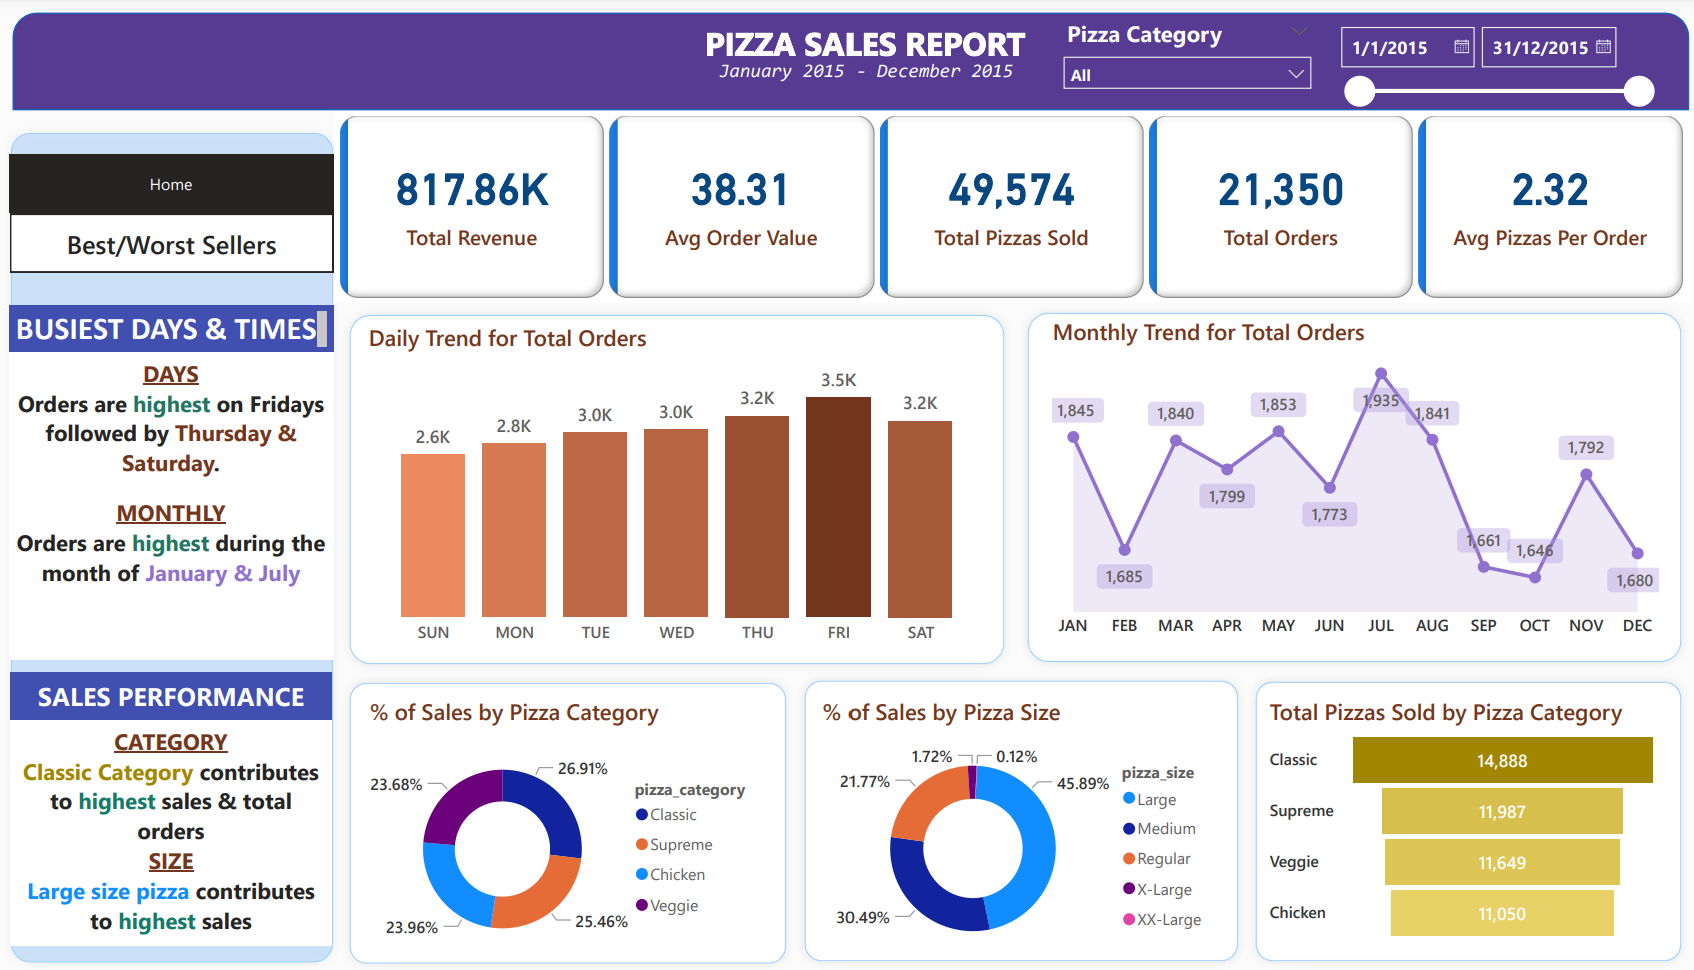 PIZZA SALES REPORT
January 2015 - December 2015
Pizza Category
All
1/1/2015
31/12/2015
Home
Best/Worst Sellers
817.86K
Total Revenue
38.31
Avg Order Value
49,574
Total Pizzas Sold
21,350
Total Orders
2.32
Avg Pizzas Per Order
BUSIEST DAYS & TIMES
DAYS
Orders are highest on Fridays
followed by Thursday &
Saturday.
MONTHLY
Orders are highest during the
month of January & July
Daily Trend for Total Orders
2.6K
2.8K
3.0K
3.0K
3.2K
3.5K
3.2K
SUN
MON
TUE
WED
THU
FRI
SAT
Monthly Trend for Total Orders
1,845
1,685
1,840
1,799
1,853
1,773
1,935
1,841
1,661
1,646
1,792
1,680
JAN
FEB
MAR
APR
MAY
JUN
JUL
AUG
SEP
OCT
NOV
DEC
SALES PERFORMANCE
CATEGORY
Classic Category contributes
to highest sales & total
orders
SIZE
Large size pizza contributes
to highest sales
% of Sales by Pizza Category
26.91%
25.46%
23.96%
23.68%
pizza_category
Classic
Supreme
Chicken
Veggie
% of Sales by Pizza Size
1.72%
0.12%
45.89%
30.49%
21.77%
pizza_size
Large
Medium
Regular
X-Large
XX-Large
Total Pizzas Sold by Pizza Category
Classic
14,888
Supreme
11,987
Veggie
11,649
Chicken
11,050